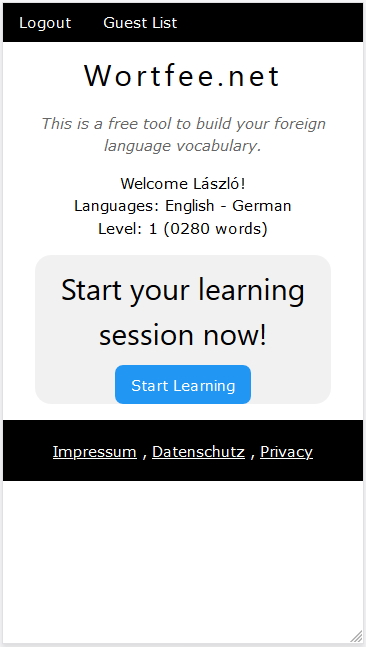 Logout Guest List
Wortfee.net
This is a free tool to build your foreign
language vocabulary.
Welcome László!
Languages: English - German
Level: 1 (0280 words)
Start your learning
session now!
Start Learning
Impressum , Datenschutz , Privacy